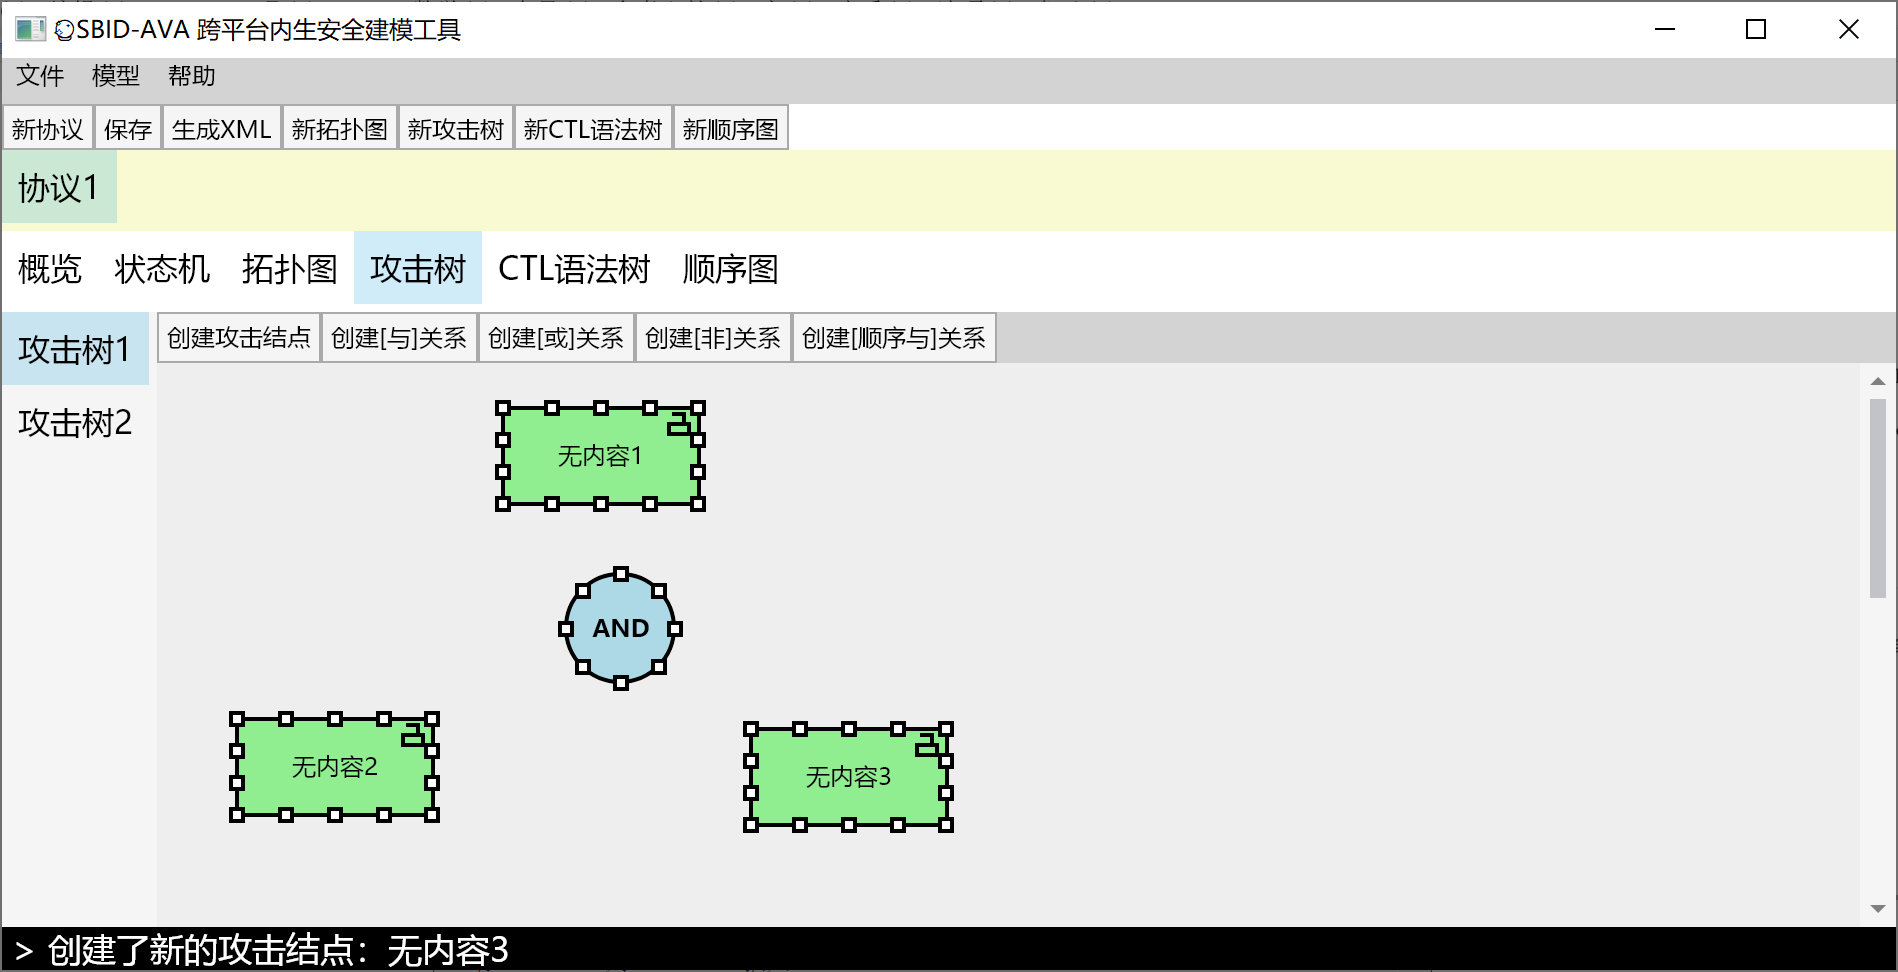 SBID-AVA 跨平台内生安全建模工具
文件 模型 帮助
新协议 保存 生成XML 新拓扑图 新攻击树 新CTL语法树 新顺序图
协议1
概览 状态机 拓扑图 攻击树 CTL语法树 顺序图
攻击树1 创建攻击结点 创建[与]关系 创建[或]关系 创建[非]关系 创建[顺序与]关系
攻击树2
无内容1
AND
无内容2
无内容3
> 创建了新的攻击结点：无内容3